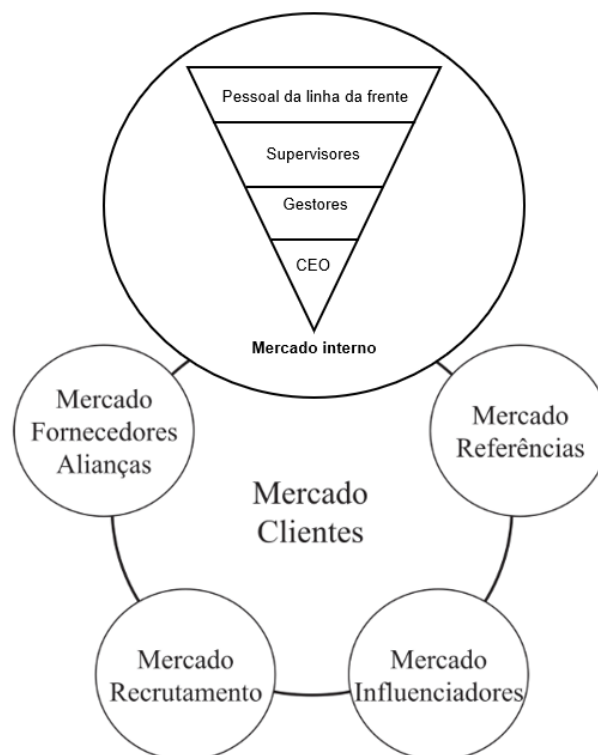 Pessoal da linha da frente
Supervisores
Gestores
CEO
Mercado interno
Mercado
Fornecedores
Alianças
Mercado
Referências
Mercado
Clientes
Mercado
Recrutamento
Mercado
Influenciadores